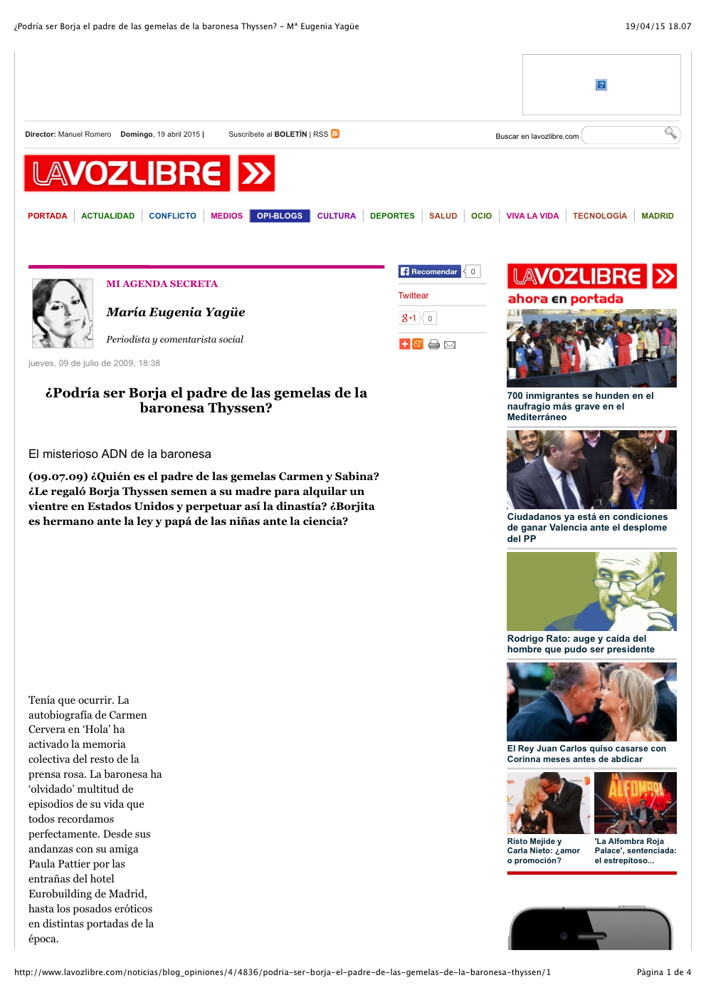 ¿Podría ser Borja el padre de las gemelas de la baronesa Thyssen? - Mª Eugenia Yagüe
19/04/15 18.07
Director: Manuel Romero Domingo, 19 abril 2015 | Suscríbete al BOLETÍN | RSS
Buscar en lavozlibre.com
LAVOZLIBRE
PORTADA ACTUALIDAD CONFLICTO MEDIOS OPI-BLOGS CULTURA DEPORTES SALUD OCIO VIVA LA VIDA TECNOLOGÍA MADRID
MI AGENDA SECRETA
María Eugenia Yagüe
Periodista y comentarista social
jueves, 09 de julio de 2009, 18:38
¿Podría ser Borja el padre de las gemelas de la
baronesa Thyssen?
El misterioso ADN de la baronesa
(09.07.09) ¿Quién es el padre de las gemelas Carmen y Sabina?
¿Le regaló Borja Thyssen semen a su madre para alquilar un
vientre en Estados Unidos y perpetuar así la dinastía? ¿Borjita
es hermano ante la ley y papá de las niñas ante la ciencia?
Tenía que ocurrir. La
autobiografía de Carmen
Cervera en ‘Hola’ ha
activado la memoria
colectiva del resto de la
prensa rosa. La baronesa ha
‘olvidado’ multitud de
episodios de su vida que
todos recordamos
perfectamente. Desde sus
andanzas con su amiga
Paula Pattier por las
entrañas del hotel
Eurobuilding de Madrid,
hasta los posados eróticos
en distintas portadas de la
época.
Recomendar 0
Twittear
g+1 0
LAVOZLIBRE
ahora en portada
700 inmigrantes se hunden en el
naufragio más grave en el
Mediterráneo
Ciudadanos ya está en condiciones
de ganar Valencia ante el desplome
del PP
Rodrigo Rato: auge y caída del
hombre que pudo ser presidente
El Rey Juan Carlos quiso casarse con
Corinna meses antes de abdicar
LA
ALFOMBRA
Risto Mejide y
Carla Nieto: ¿amor
o promoción?
'La Alfombra Roja
Palace', sentenciada:
el estrepitoso...
http://www.lavozlibre.com/noticias/blog_opiniones/4/4836/podria-ser-borja-el-padre-de-las-gemelas-de-la-baronesa-thyssen/1
Pàgina 1 de 4